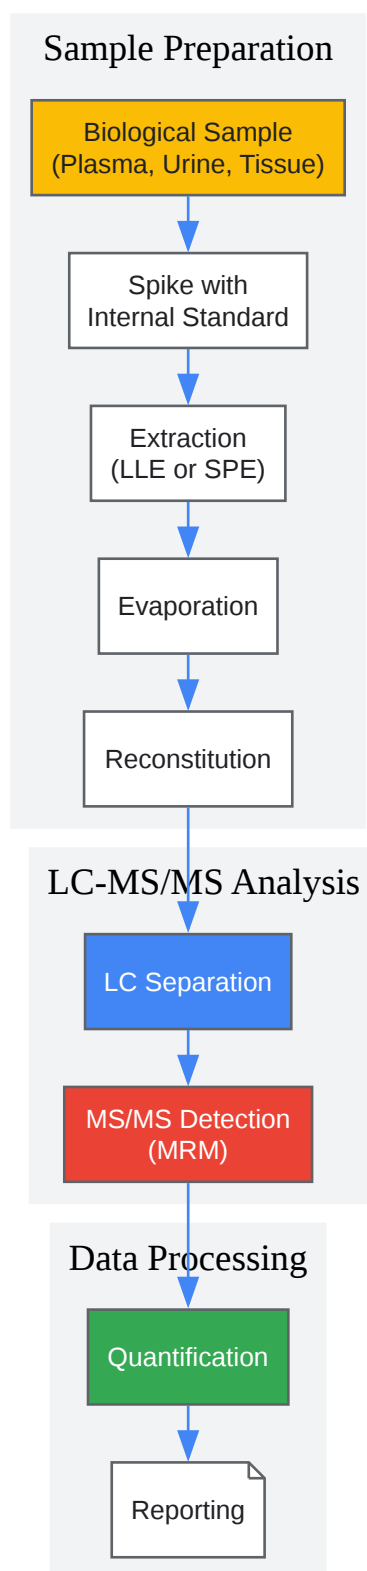 Sample Preparation
Biological Sample
(Plasma, Urine, Tissue)
Spike with
Internal Standard
Extraction
(LLE or SPE)
Evaporation
Reconstitution
LC-MS/MS Analysis
LC Separation
MS/MS Detection
(MRM)
Data Processing
Quantification
Reporting